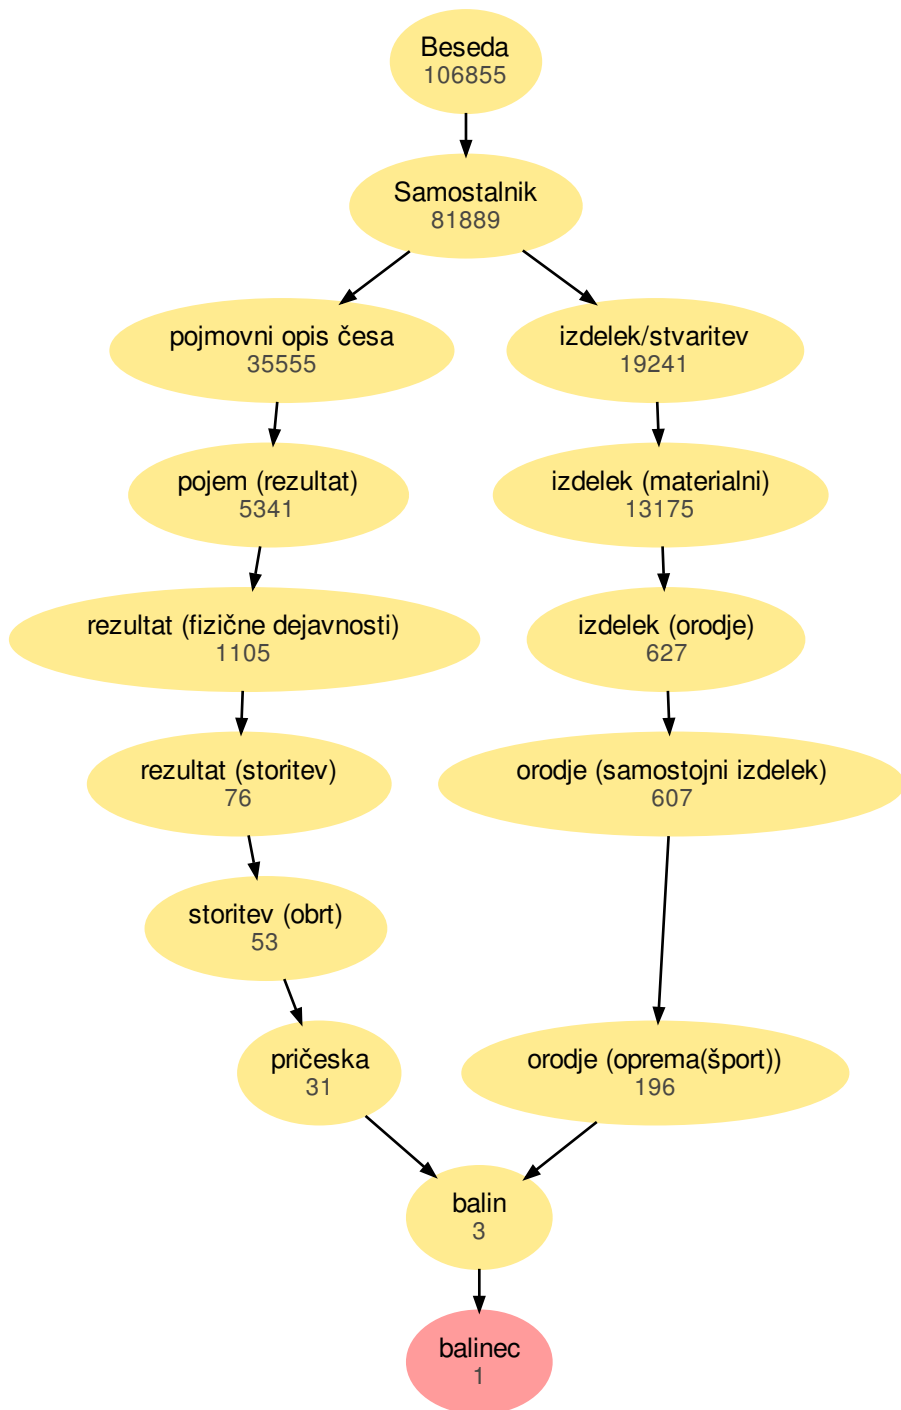 Beseda
106855
Samostalnik
81889
pojmovni opis česa
35555
izdelek/stvaritev
19241
pojem (rezultat)
5341
izdelek (materialni)
13175
rezultat (fizične dejavnosti)
1105
izdelek (orodje)
627
rezultat (storitev)
76
orodje (samostojni izdelek)
607
storitev (obrt)
53
pričeska
31
orodje (oprema(šport))
196
balin
3
balinec
1